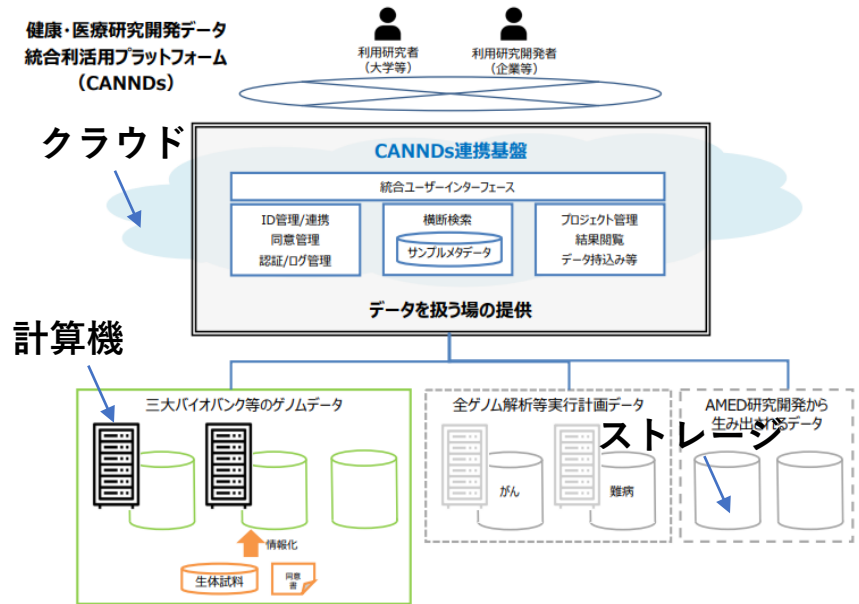 健康・医療研究開発データ
統合利活用プラットフォーム
（CANNDs）
利用研究者
（大学等）
利用研究開発者
（企業等）
クラウド
CANNDs連携基盤
統合ユーザーインターフェース
ID管理/連携
同意管理
認証/ログ管理
横断検索
サンプルメタデータ
プロジェクト管理
結果閲覧
データ持込み等
データを扱う場の提供
計算機
三大バイオバンク等のゲノムデータ
情報化
生体試料
同意
書
全ゲノム解析等実行計画データ
がん
難病
AMED研究開発から
生み出されるデータ
ストレージ